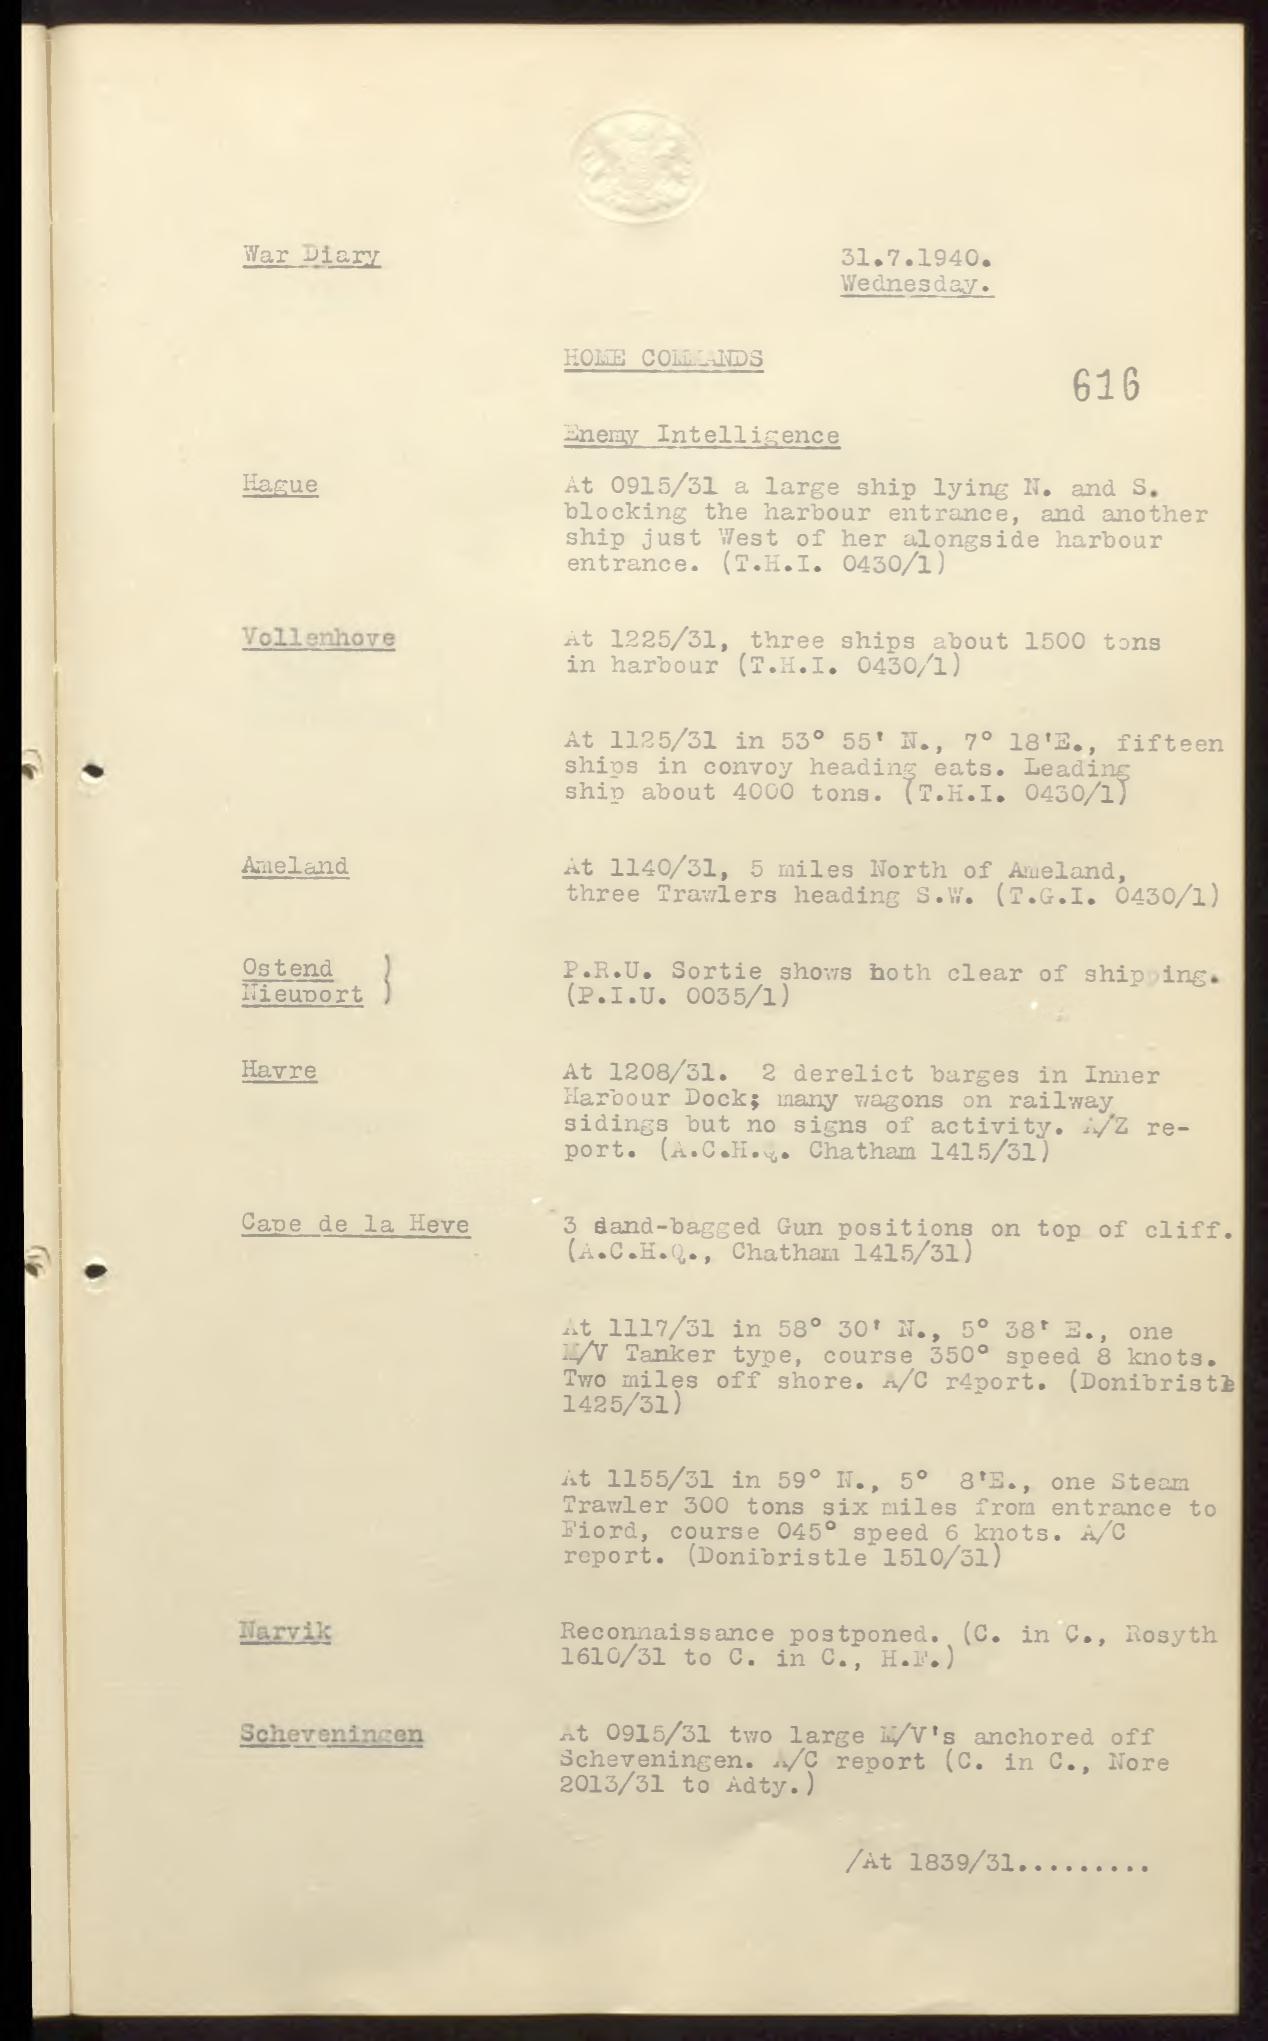 War Diary
31.7.1940.
Wednesday.
HOME COMMANDS
616
Enemy Intelligence
Hague
At 0915/31 a large ship lying N. and S.
blocking the harbour entrance, and another
ship just West of her alongside harbour
entrance. (T.H.I. 0430/1)
Vollenhove
At 1225/31, three ships about 1500 tons
in harbour (T.H.I. 0430/1)
At 1125/31 in 53° 55' N., 7° 18'E., fifteen
ships in convoy heading eats. Leading
ship about 4000 tons. (T.H.I. 0430/1)
Ameland
At 1140/31, 5 miles North of Ameland,
three Trawlers heading S.W. (T.G.I. 0430/1)
Ostend }
Nieuport
P.R.U. Sortie shows both clear of shipping.
(P.I.U. 0035/1)
Havre
At 1208/31. 2 derelict barges in Inner
Harbour Dock; many wagons on railway
sidings but no signs of activity. A/Z re-
port. (A.C.H.Q. Chatham 1415/31)
Cape de la Heve
3 sand-bagged Gun positions on top of cliff.
(A.C.H.Q., Chatham 1415/31)
At 1117/31 in 58° 30' N., 5° 38' E., one
M/V Tanker type, course 350° speed 8 knots.
Two miles off shore. A/C r4port. (Donibristle
1425/31)
At 1155/31 in 59° N., 5° 8'E., one Steam
Trawler 300 tons six miles from entrance to
Fiord, course 045° speed 6 knots. A/C
report. (Donibristle 1510/31)
Narvik
Reconnaissance postponed. (C. in C., Rosyth
1610/31 to C. in C., H.F.)
Scheveningen
At 0915/31 two large M/V's anchored off
Scheveningen. A/C report (C. in C., Nore
2013/31 to Adty.)
/At 1839/31.........